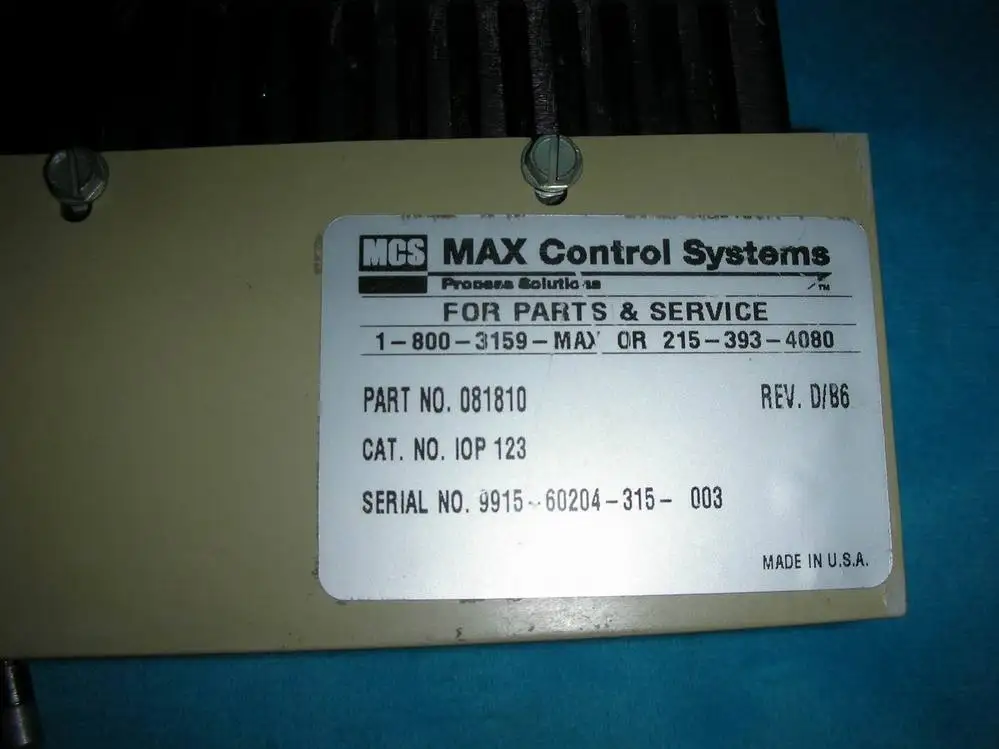 MCS MAX Control Systems
Process Solutions
TM
FOR PARTS & SERVICE
1-800-3159-MAX OR 215-393-4080
PART NO. 081810 REV. D/B6
CAT. NO. IOP 123
SERIAL NO. 9915-60204-315- 003
MADE IN U.S.A.